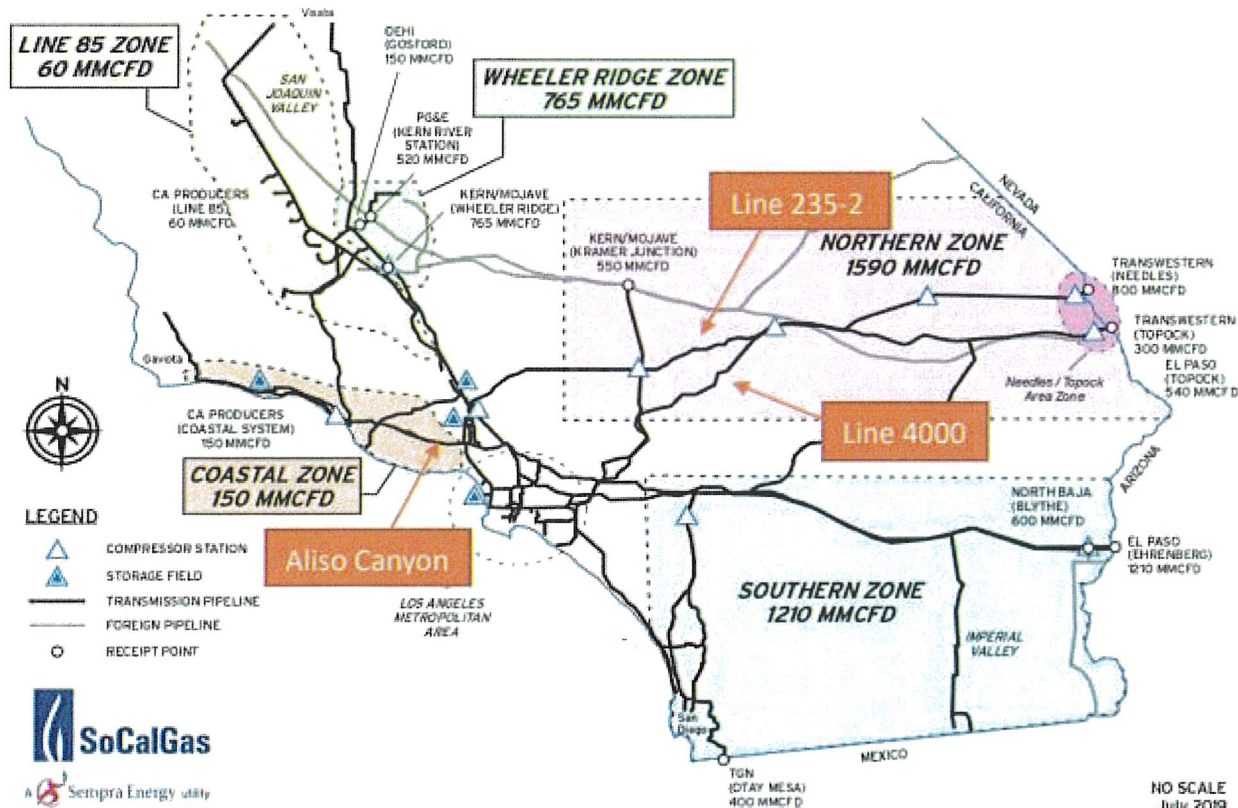 Visalia
LINE 85 ZONE
60 MMCFD
OEHI
(GOSFORD)
150 MMCFD
SAN
JOAQUIN
VALLEY
WHEELER RIDGE ZONE
765 MMCFD
PG&E
(KERN RIVER
STATION)
520 MMCFD
CA PRODUCERS
(LINE 85)
60 MMCFD
KERN/MOJAVE
(WHEELER RIDGE)
765 MMCFD
Line 235-2
NEVADA
CALIFORNIA
KERN/MOJAVE
(KRAMER JUNCTION)
550 MMCFD
NORTHERN ZONE
1590 MMCFD
TRANSWESTERN
(NEEDLES)
800 MMCFD
TRANSWESTERN
(TOPOCK)
300 MMCFD
EL PASO
(TOPOCK)
540 MMCFD
Needles / Topock
Area Zone
Gaviota
N
CA PRODUCERS
(COASTAL SYSTEM)
150 MMCFD
Line 4000
COASTAL ZONE
150 MMCFD
ARIZONA
LEGEND
COMPRESSOR STATION
STORAGE FIELD
TRANSMISSION PIPELINE
FOREIGN PIPELINE
RECEIPT POINT
Aliso Canyon
LOS ANGELES
METROPOLITAN
AREA
NORTH BAJA
(BLYTHE)
600 MMCFD
EL PASO
(EHRENBERG)
1210 MMCFD
SOUTHERN ZONE
1210 MMCFD
IMPERIAL
VALLEY
San
Diego
MEXICO
TGN
(OTAY MESA)
400 MMCFD
SoCalGas
A Sempra Energy utility
NO SCALE
July 2019